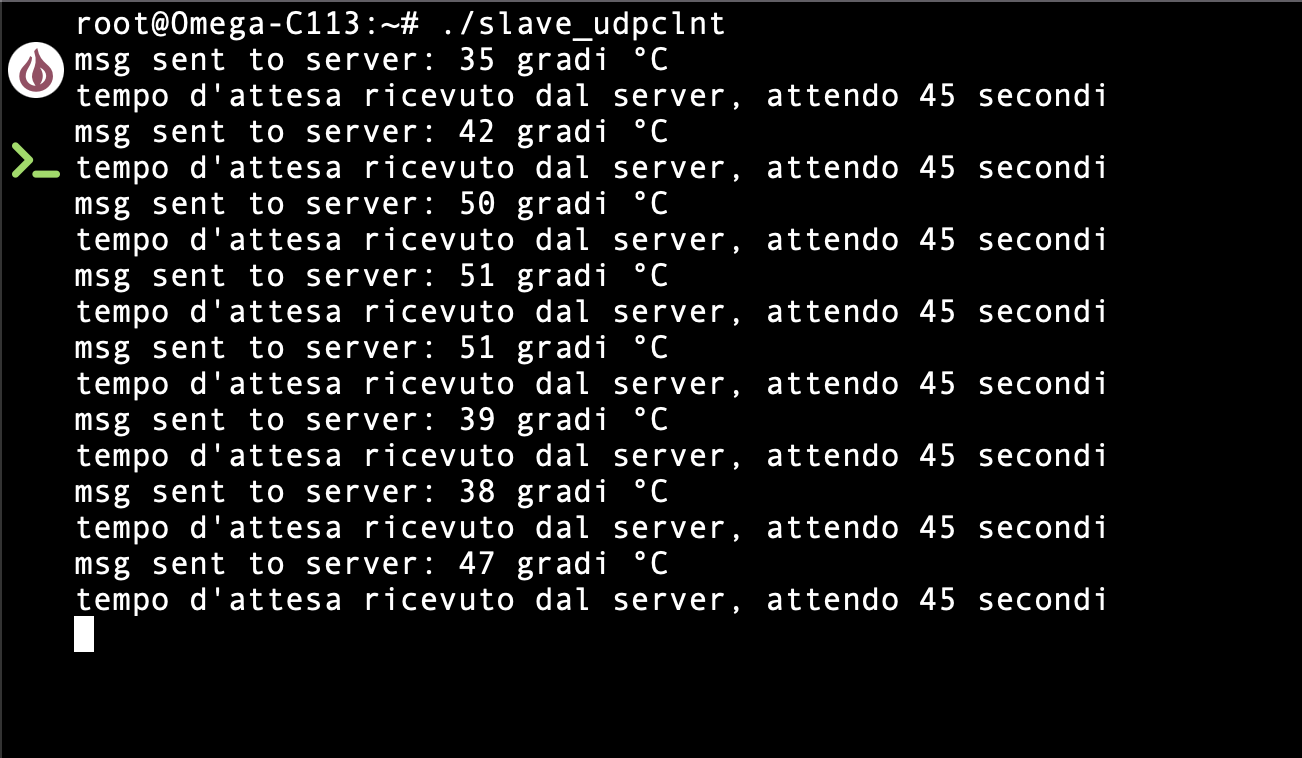 root@Omega-C113:~# ./slave_udpclnt
msg sent to server: 35 gradi °C
tempo d'attesa ricevuto dal server, attendo 45 secondi
msg sent to server: 42 gradi °C
tempo d'attesa ricevuto dal server, attendo 45 secondi
msg sent to server: 50 gradi °C
tempo d'attesa ricevuto dal server, attendo 45 secondi
msg sent to server: 51 gradi °C
tempo d'attesa ricevuto dal server, attendo 45 secondi
msg sent to server: 51 gradi °C
tempo d'attesa ricevuto dal server, attendo 45 secondi
msg sent to server: 39 gradi °C
tempo d'attesa ricevuto dal server, attendo 45 secondi
msg sent to server: 38 gradi °C
tempo d'attesa ricevuto dal server, attendo 45 secondi
msg sent to server: 47 gradi °C
tempo d'attesa ricevuto dal server, attendo 45 secondi